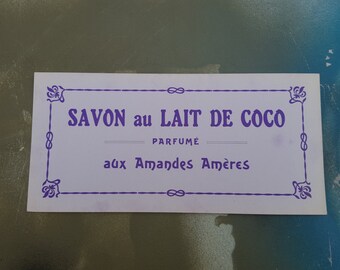 SAVON au LAIT DE COCO
PARFUMÉ
aux Amandes Amères